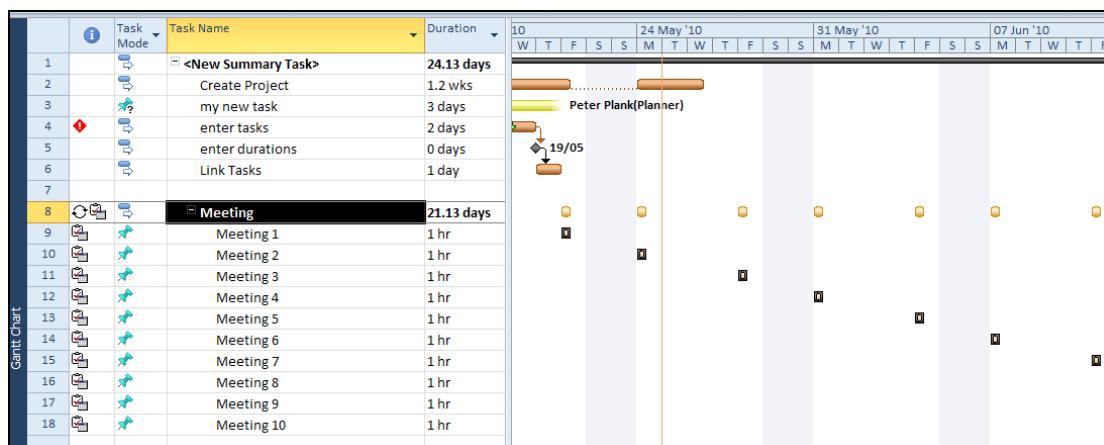 Task Mode Task Name Duration 10 24 May '10 31 May '10 07 Jun '10
W T F S S M T W T F S S M T W T F S S M T W T F
1 <New Summary Task> 24.13 days
2 Create Project 1.2 wks
3 my new task 3 days Peter Plank(Planner)
4 enter tasks 2 days
5 enter durations 0 days 19/05
6 Link Tasks 1 day
7
8 Meeting 21.13 days
9 Meeting 1 1 hr
10 Meeting 2 1 hr
11 Meeting 3 1 hr
12 Meeting 4 1 hr
13 Meeting 5 1 hr
14 Meeting 6 1 hr
15 Meeting 7 1 hr
16 Meeting 8 1 hr
17 Meeting 9 1 hr
18 Meeting 10 1 hr
Gantt Chart